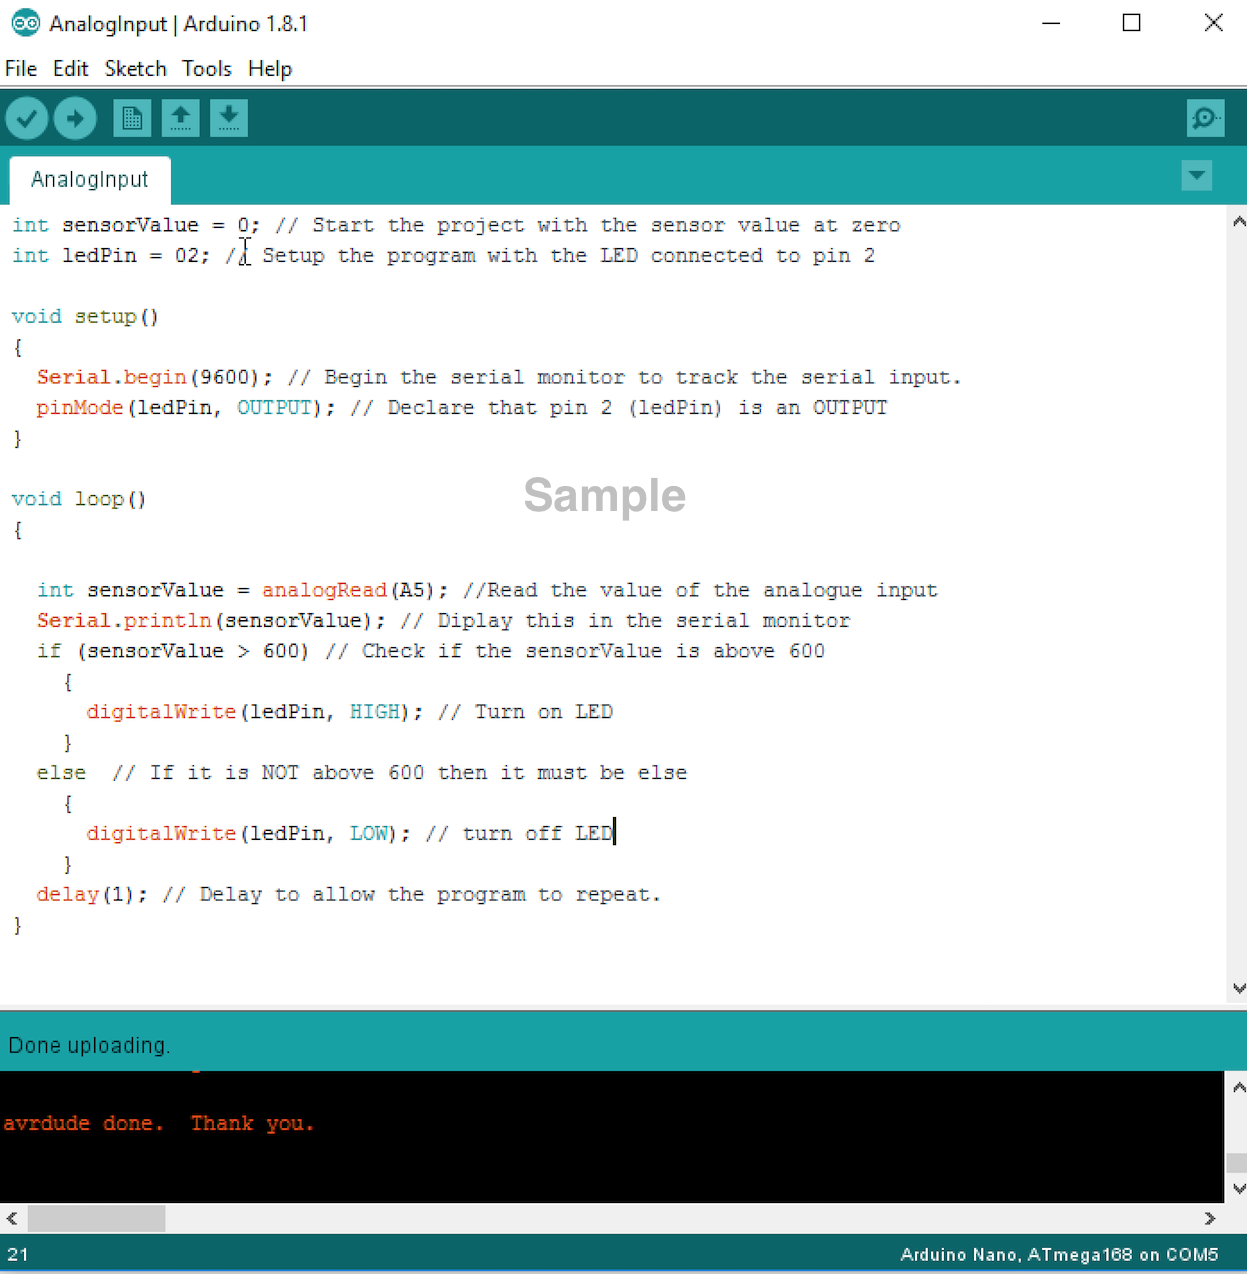 AnalogInput | Arduino 1.8.1
File Edit Sketch Tools Help
AnalogInput
int sensorValue = 0; // Start the project with the sensor value at zero
int ledPin = 02; // Setup the program with the LED connected to pin 2
void setup()
{
Serial.begin(9600); // Begin the serial monitor to track the serial input.
pinMode(ledPin, OUTPUT); // Declare that pin 2 (ledPin) is an OUTPUT
}
Sample
void loop()
{
int sensorValue = analogRead(A5); //Read the value of the analogue input
Serial.println(sensorValue); // Diplay this in the serial monitor
if (sensorValue > 600) // Check if the sensorValue is above 600
{
digitalWrite(ledPin, HIGH); // Turn on LED
}
else // If it is NOT above 600 then it must be else
{
digitalWrite(ledPin, LOW); // turn off LED
}
delay(1); // Delay to allow the program to repeat.
}
Done uploading.
avrdude done. Thank you.
21 Arduino Nano, ATmega168 on COM5